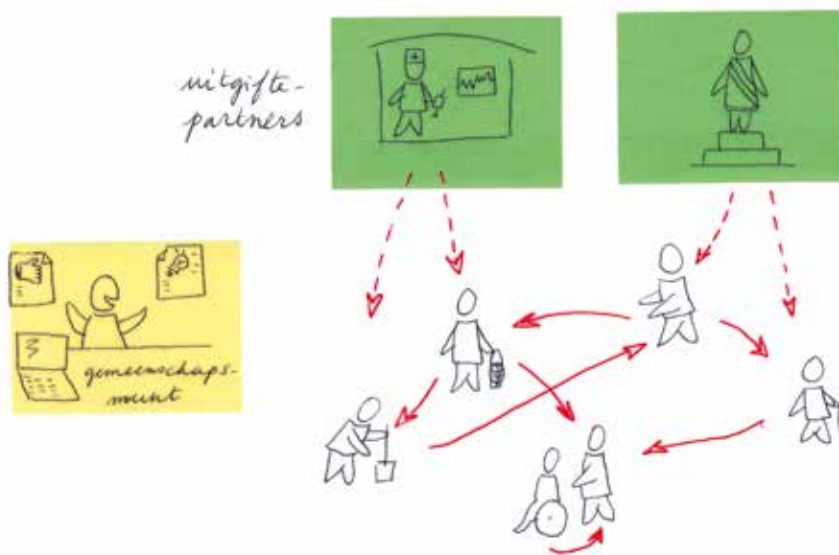 uitgifte-
partners
gemeenschaps-
munt